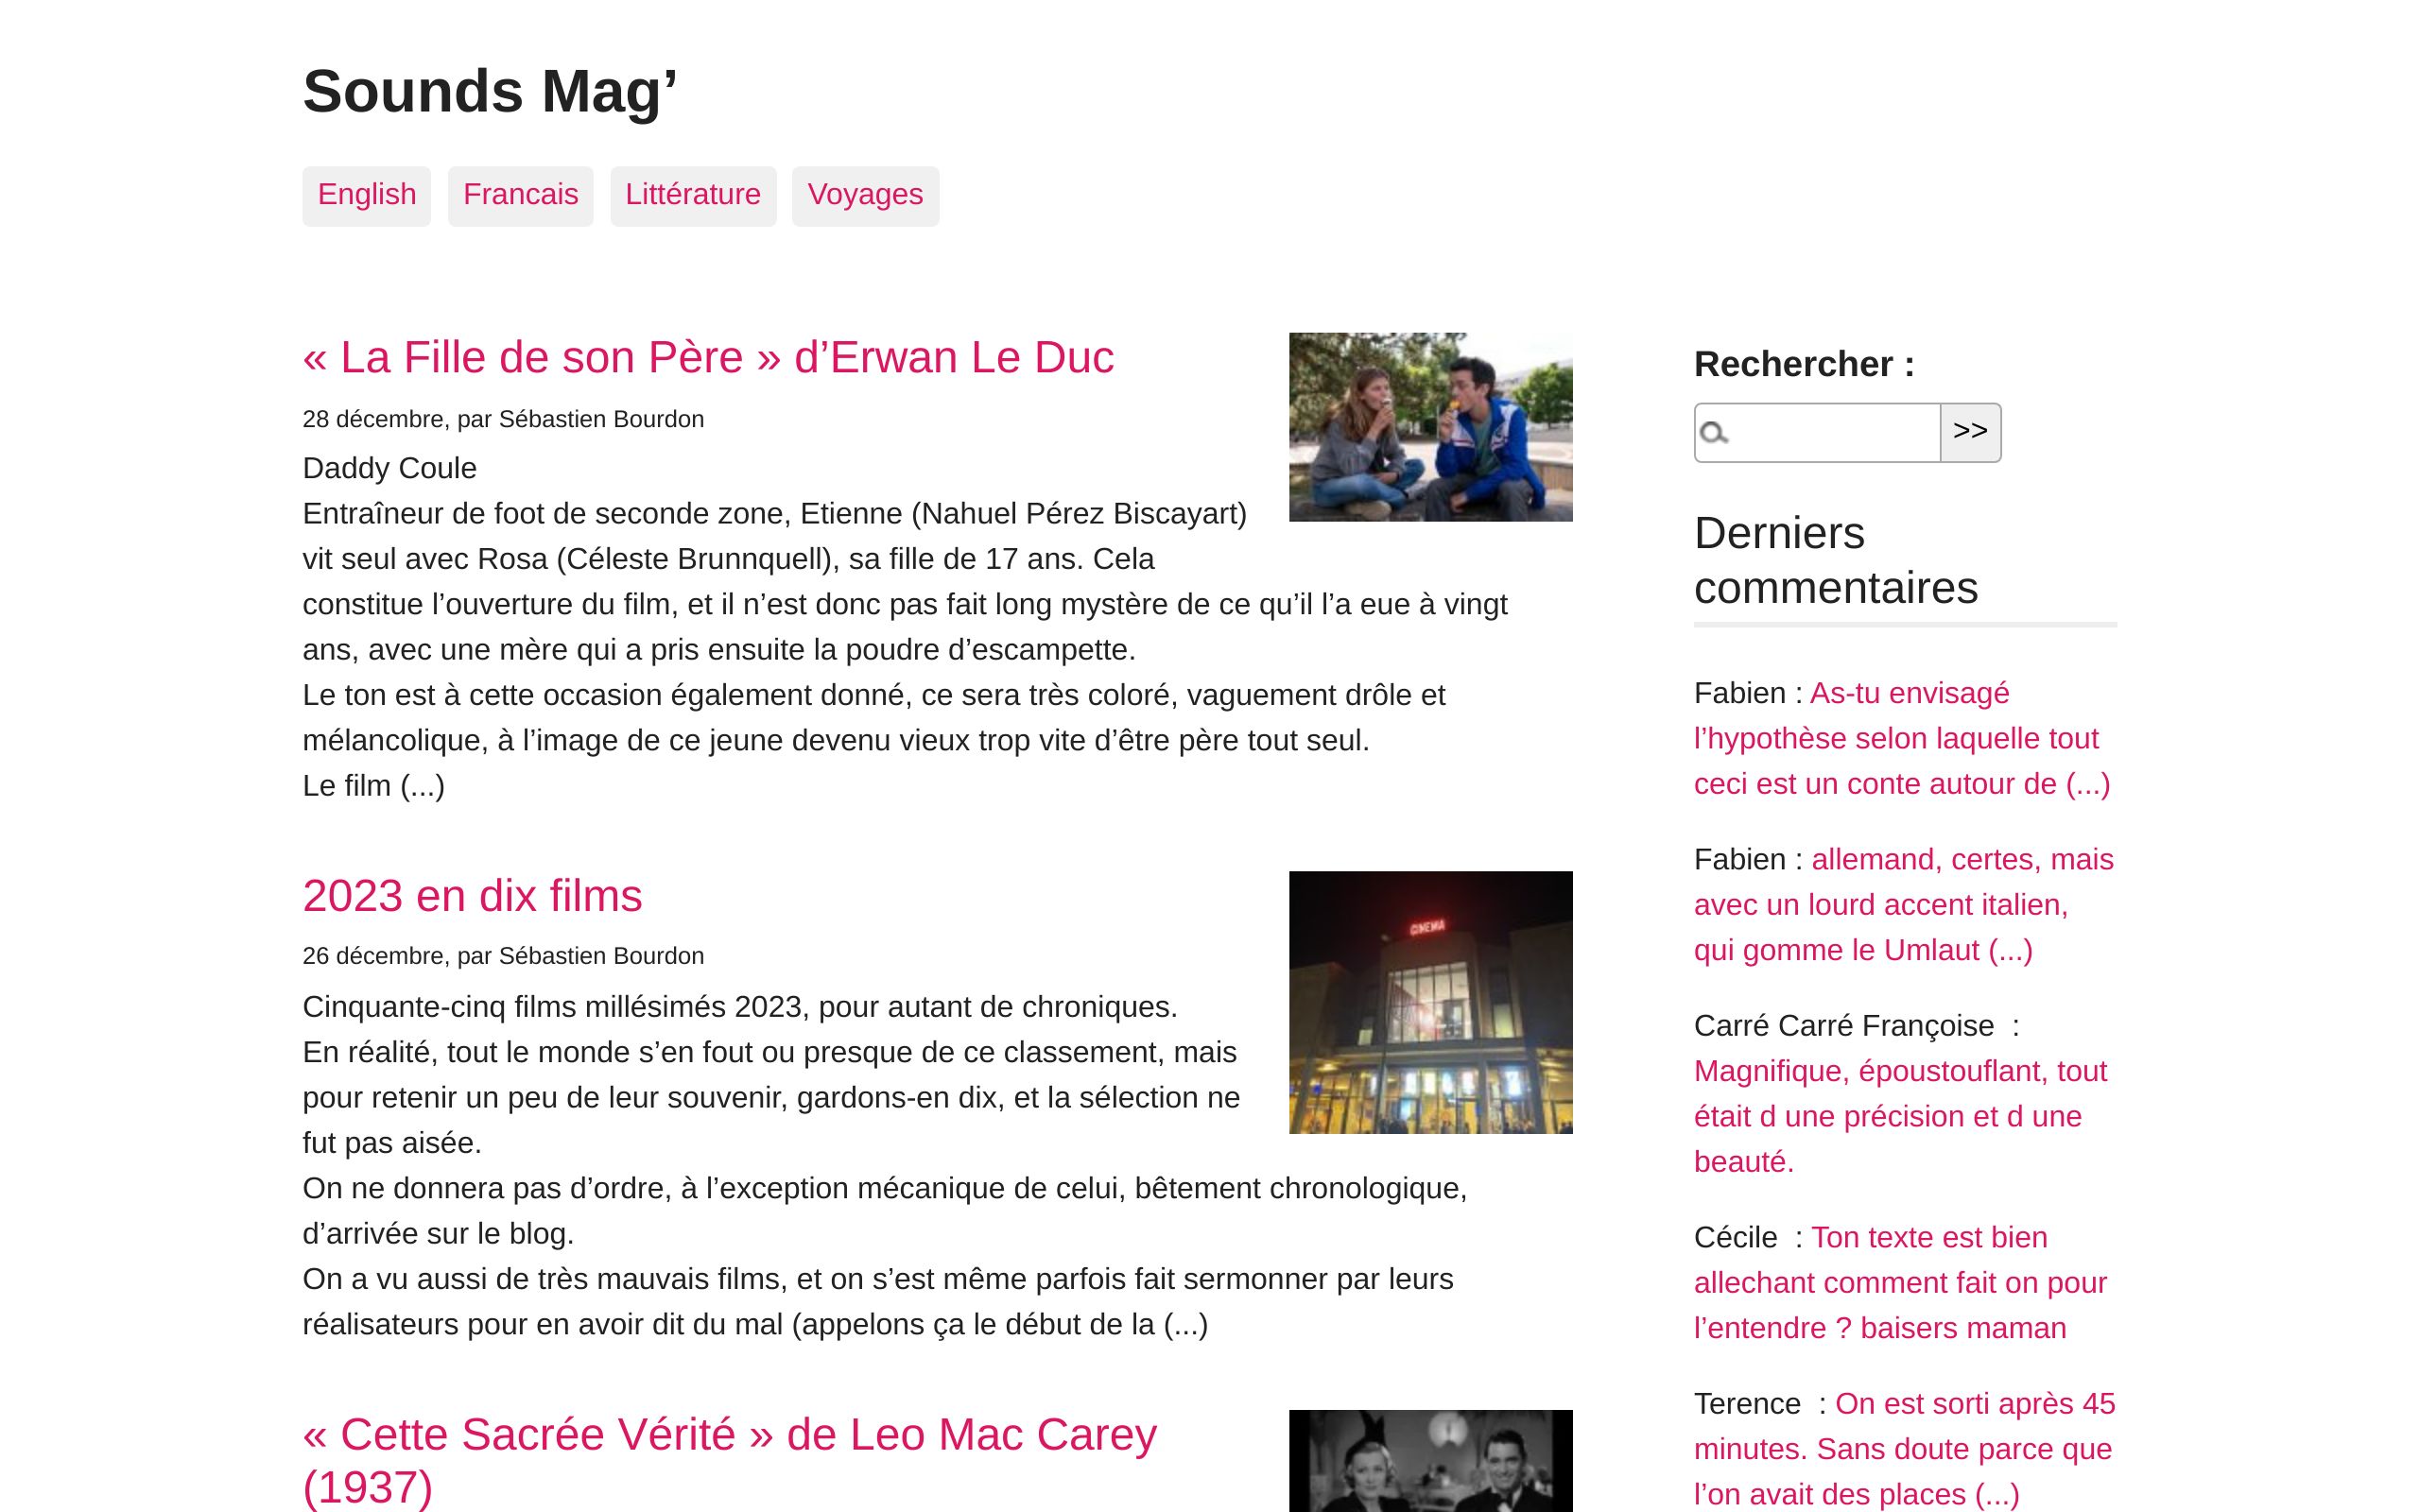 Sounds Mag’
English
Francais
Littérature
Voyages
« La Fille de son Père » d’Erwan Le Duc
28 décembre, par Sébastien Bourdon
Daddy Coule
Entraîneur de foot de seconde zone, Etienne (Nahuel Pérez Biscayart)
vit seul avec Rosa (Céleste Brunnquell), sa fille de 17 ans. Cela
constitue l’ouverture du film, et il n’est donc pas fait long mystère de ce qu’il l’a eue à vingt
ans, avec une mère qui a pris ensuite la poudre d’escampette.
Le ton est à cette occasion également donné, ce sera très coloré, vaguement drôle et
mélancolique, à l’image de ce jeune devenu vieux trop vite d’être père tout seul.
Le film (...)
2023 en dix films
26 décembre, par Sébastien Bourdon
CINEMA
Cinquante-cinq films millésimés 2023, pour autant de chroniques.
En réalité, tout le monde s’en fout ou presque de ce classement, mais
pour retenir un peu de leur souvenir, gardons-en dix, et la sélection ne
fut pas aisée.
On ne donnera pas d’ordre, à l’exception mécanique de celui, bêtement chronologique,
d’arrivée sur le blog.
On a vu aussi de très mauvais films, et on s’est même parfois fait sermonner par leurs
réalisateurs pour en avoir dit du mal (appelons ça le début de la (...)
« Cette Sacrée Vérité » de Leo Mac Carey
(1937)
Rechercher :
>>
Derniers
commentaires
Fabien : As-tu envisagé
l’hypothèse selon laquelle tout
ceci est un conte autour de (...)
Fabien : allemand, certes, mais
avec un lourd accent italien,
qui gomme le Umlaut (...)
Carré Carré Françoise  :
Magnifique, époustouflant, tout
était d une précision et d une
beauté.
Cécile  : Ton texte est bien
allechant comment fait on pour
l’entendre ? baisers maman
Terence  : On est sorti après 45
minutes. Sans doute parce que
l’on avait des places (...)